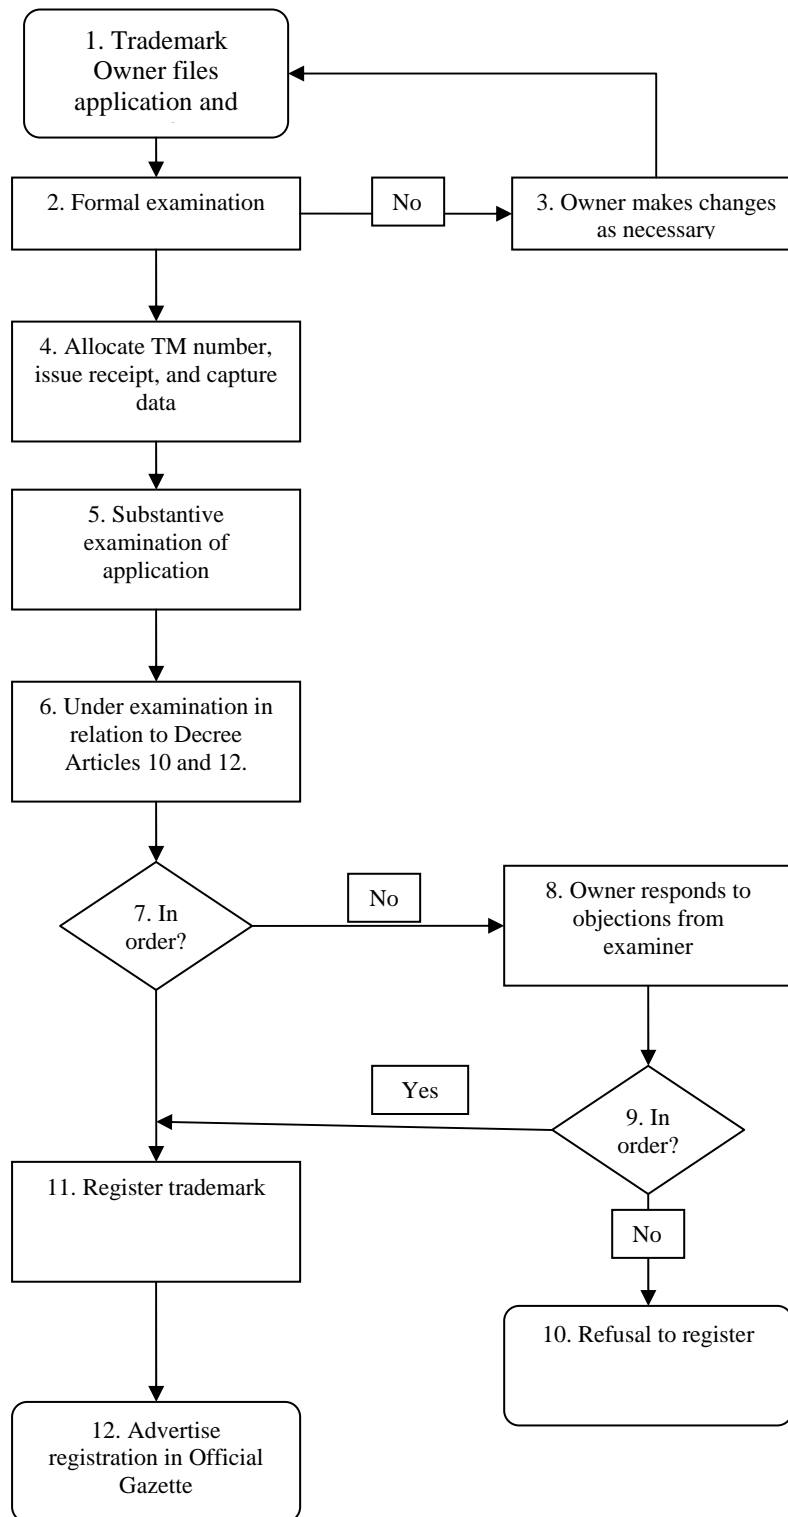 1. Trademark
Owner files
application and
2. Formal examination
No
3. Owner makes changes
as necessary
4. Allocate TM number,
issue receipt, and capture
data
5. Substantive
examination of
application
6. Under examination in
relation to Decree
Articles 10 and 12.
7. In
order?
No
8. Owner responds to
objections from
examiner
Yes
9. In
order?
11. Register trademark
No
10. Refusal to register
12. Advertise
registration in Official
Gazette